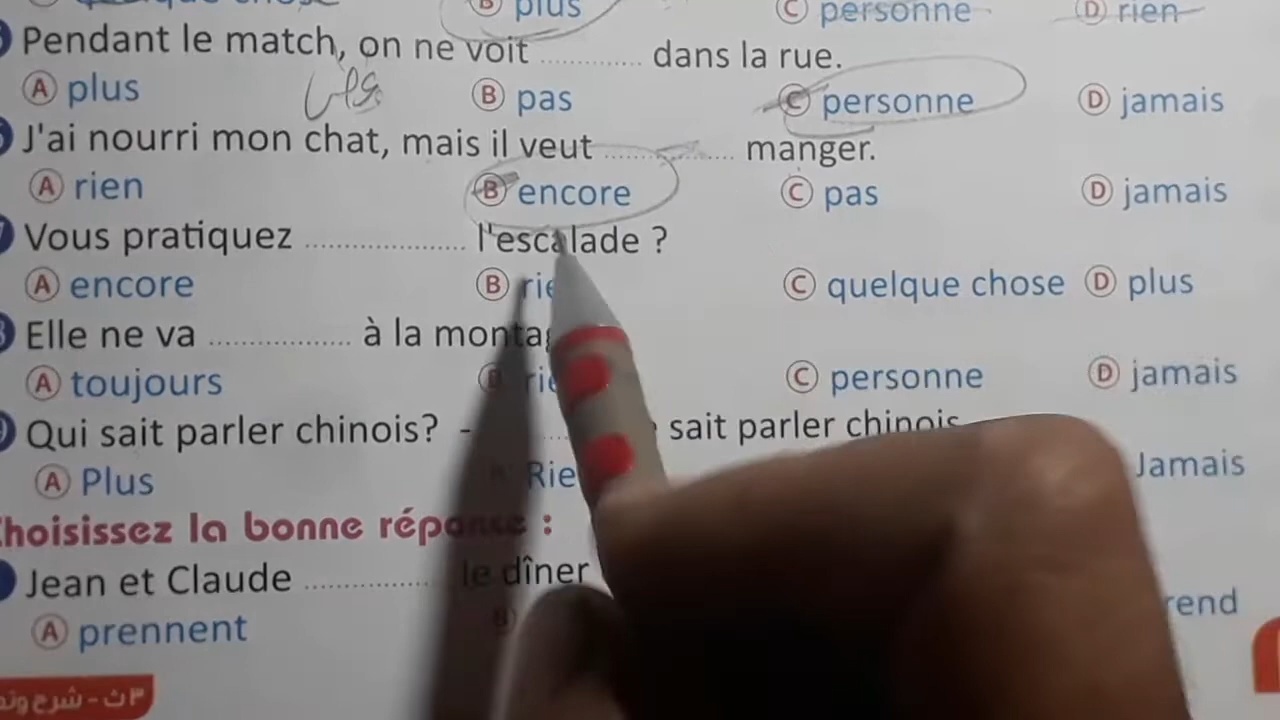 B plus C personne D rien
Pendant le match, on ne voit ............. dans la rue.
A plus B pas C personne D jamais
J'ai nourri mon chat, mais il veut ................ manger.
A rien B encore C pas D jamais
Vous pratiquez .................... l'escalade ?
A encore B C quelque chose D plus
Elle ne va ................. à la
A toujours C personne D jamais
Qui sait parler chinois? - sait parler chinois
A Plus Jamais
Choisissez la bonne réponse :
Jean et Claude ............... le dîner
A prennent
٣ث - شرح